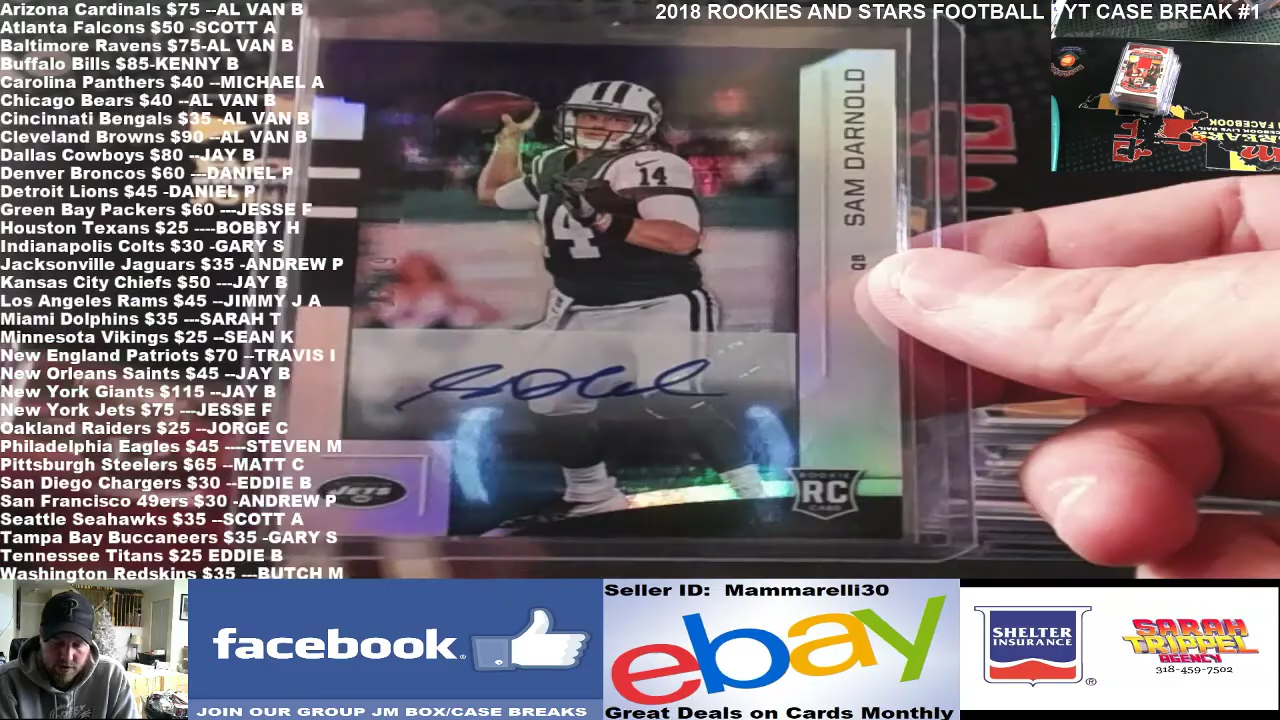 Arizona Cardinals $75 --AL VAN B
Atlanta Falcons $50 -SCOTT A
Baltimore Ravens $75-AL VAN B
Buffalo Bills $85-KENNY B
Carolina Panthers $40 --MICHAEL A
Chicago Bears $40 --AL VAN B
Cincinnati Bengals $35 -AL VAN B
Cleveland Browns $90 --AL VAN B
Dallas Cowboys $80 --JAY B
Denver Broncos $60 ---DANIEL P
Detroit Lions $45 -DANIEL P
Green Bay Packers $60 ---JESSE F
Houston Texans $25 ----BOBBY H
Indianapolis Colts $30 -GARY S
Jacksonville Jaguars $35 -ANDREW P
Kansas City Chiefs $50 ---JAY B
Los Angeles Rams $45 --JIMMY J A
Miami Dolphins $35 ---SARAH T
Minnesota Vikings $25 --SEAN K
New England Patriots $70 --TRAVIS I
New Orleans Saints $45 --JAY B
New York Giants $115 --JAY B
New York Jets $75 ---JESSE F
Oakland Raiders $25 --JORGE C
Philadelphia Eagles $45 ----STEVEN M
Pittsburgh Steelers $65 --MATT C
San Diego Chargers $30 --EDDIE B
San Francisco 49ers $30 -ANDREW P
Seattle Seahawks $35 --SCOTT A
Tampa Bay Buccaneers $35 -GARY S
Tennessee Titans $25 EDDIE B
Washington Redskins $35 ---BUTCH M
2018 ROOKIES AND STARS FOOTBALL
YT CASE BREAK #1
SAM DARNOLD
QB
14
14
JETS
ROOKIE
RC
CARD
facebook
JOIN OUR GROUP JM BOX/CASE BREAKS
Seller ID: Mammarelli30
ebay
Great Deals on Cards Monthly
SHELTER
INSURANCE
SARAH
TRIPPEL
AGENCY
318-459-7502